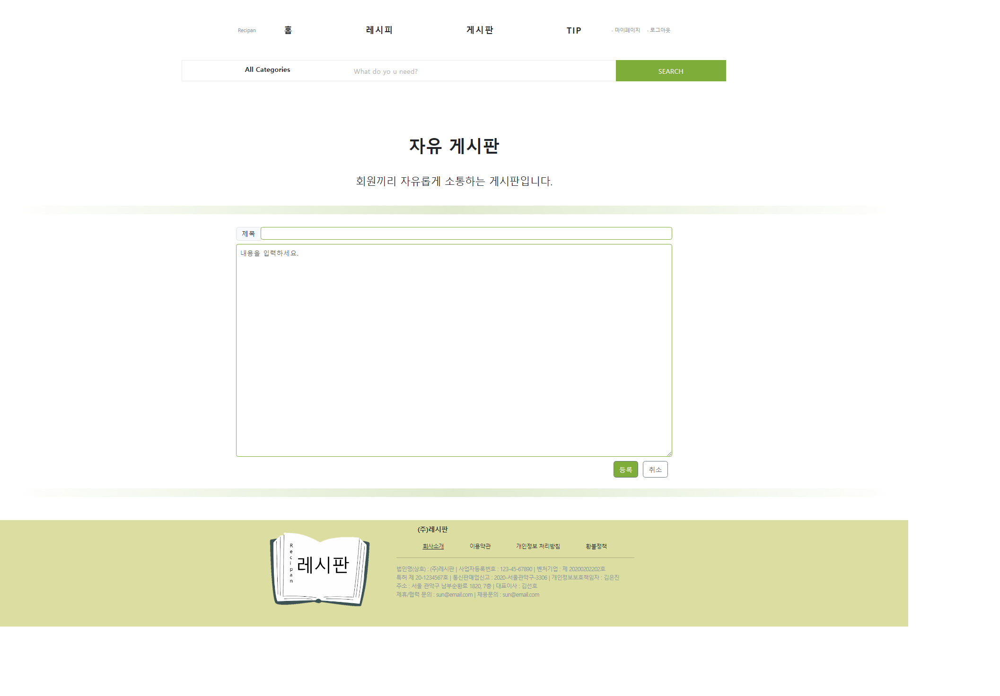 Recipan 홈 레시피 게시판 TIP 마이페이지 로그아웃
All Categories What do yo u need? SEARCH
자유 게시판
회원끼리 자유롭게 소통하는 게시판입니다.
제목
내용을 입력하세요.
등록 취소
Recipan
레시판
(주)레시판
회사소개 이용약관 개인정보 처리방침 환불정책
법인명(상호) : (주)레시판 | 사업자등록번호 : 123-45-67890 | 벤처기업 : 제 20200202202호
특허 제 20-1234567호 | 통신판매업신고 : 2020-서울관악구-3306 | 개인정보보호책임자 : 김은진
주소 : 서울 관악구 남부순환료 1820, 7층 | 대표이사 : 김선호
제휴/협력 문의 : sun@email.com | 채용문의 : sun@email.com